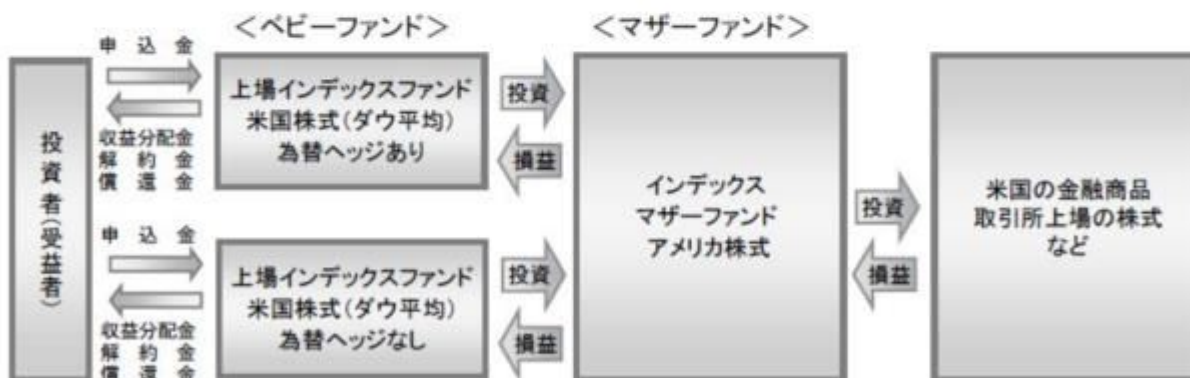 <ベビーファンド>
<マザーファンド>
投資者(受益者)
申込金
収益分配金
解約金
償還金
上場インデックスファンド
米国株式(ダウ平均)
為替ヘッジあり
投資
損益
申込金
収益分配金
解約金
償還金
上場インデックスファンド
米国株式(ダウ平均)
為替ヘッジなし
投資
損益
インデックス
マザーファンド
アメリカ株式
投資
損益
米国の金融商品
取引所上場の株式
など